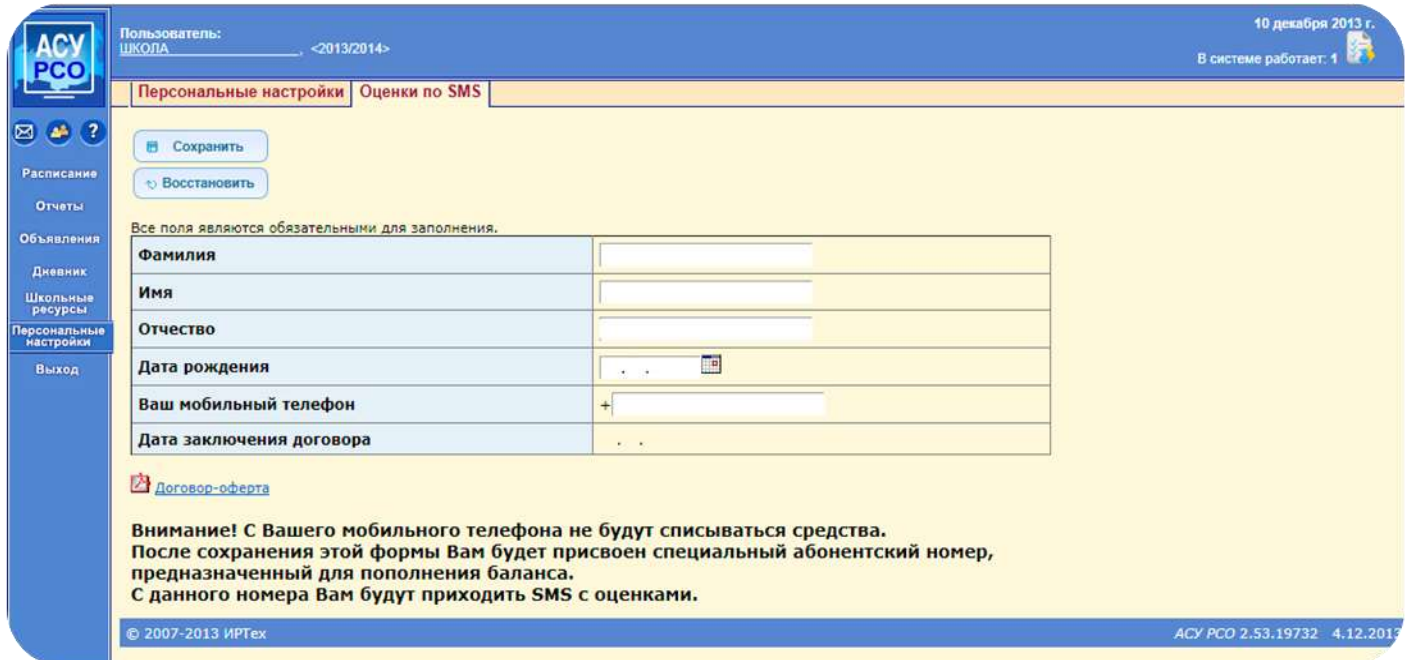 АСУ
РСО
Пользователь:
ШКОЛА , <2013/2014>
10 декабря 2013 г.
В системе работает: 1
Персональные настройки
Оценки по SMS
?
Расписание
Отчеты
Объявления
Дневник
Школьные
ресурсы
Персональные
настройки
Выход
Сохранить
Восстановить
Все поля являются обязательными для заполнения.
Фамилия
Имя
Отчество
Дата рождения . .
Ваш мобильный телефон +
Дата заключения договора . .
Договор-оферта
Внимание! С Вашего мобильного телефона не будут списываться средства.
После сохранения этой формы Вам будет присвоен специальный абонентский номер,
предназначенный для пополнения баланса.
С данного номера Вам будут приходить SMS с оценками.
© 2007-2013 ИРТех
АСУ РСО 2.53.19732 4.12.2013